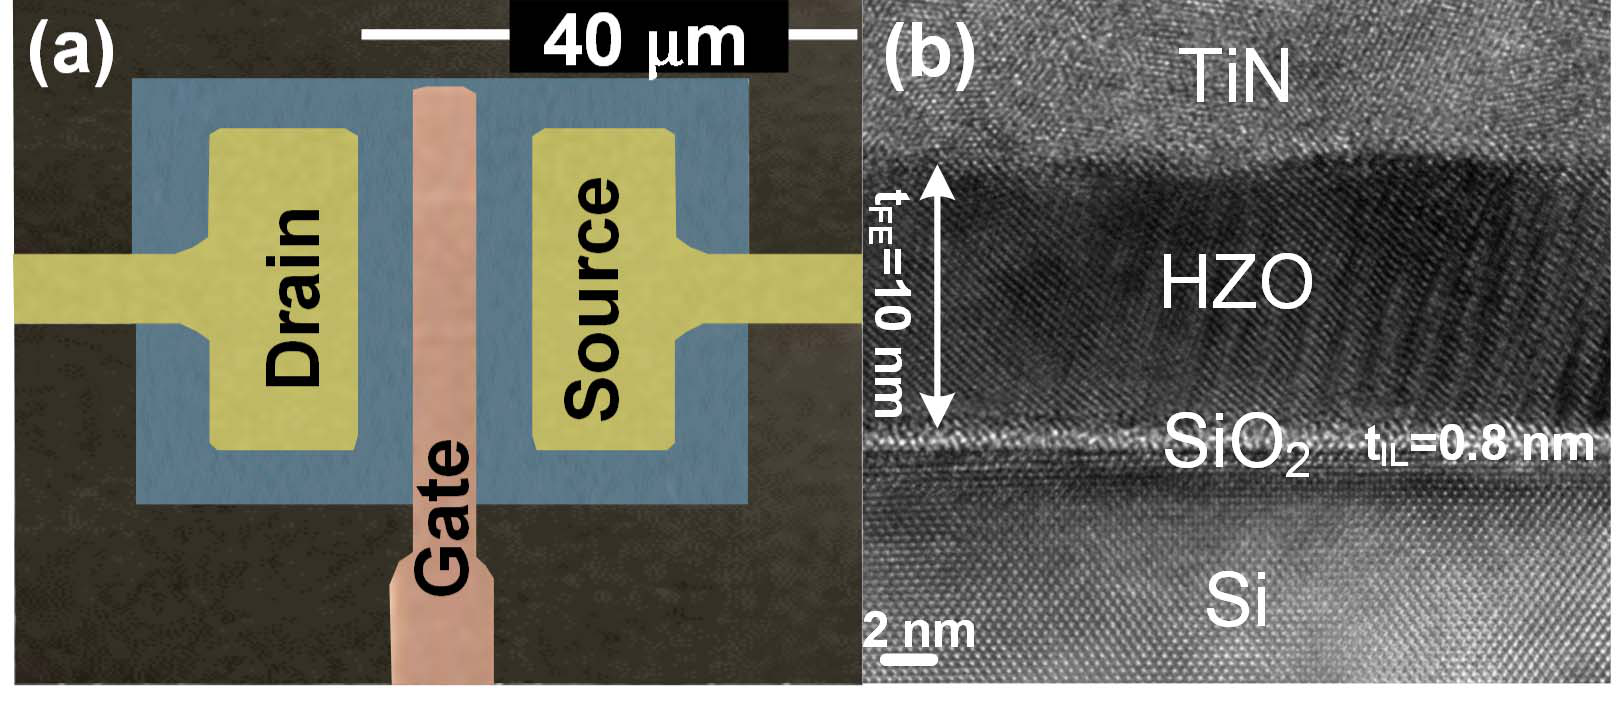 (a)
40 μm
Drain
Source
Gate
(b)
TiN
tFE=10 nm
HZO
SiO2
tIL=0.8 nm
Si
2 nm